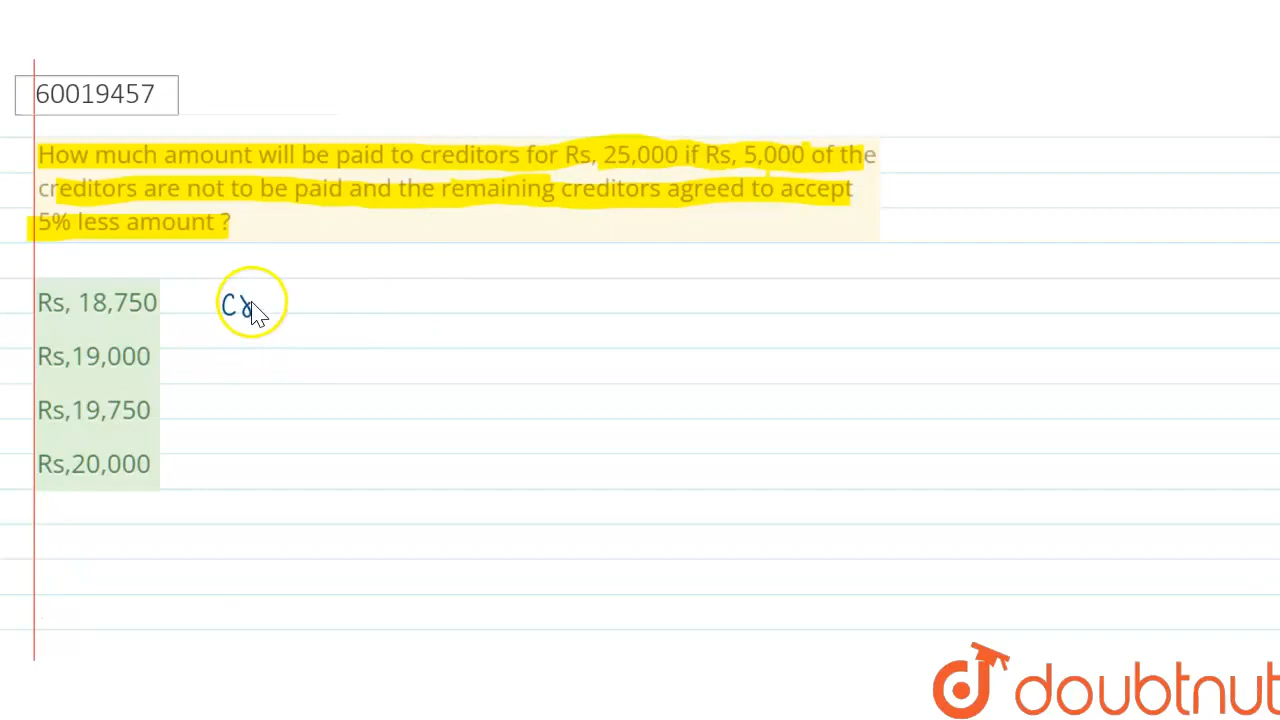 60019457
How much amount will be paid to creditors for Rs, 25,000 if Rs, 5,000 of the
creditors are not to be paid and the remaining creditors agreed to accept
5% less amount ?
Rs, 18,750
Cr
Rs,19,000
Rs,19,750
Rs,20,000
doubtnut